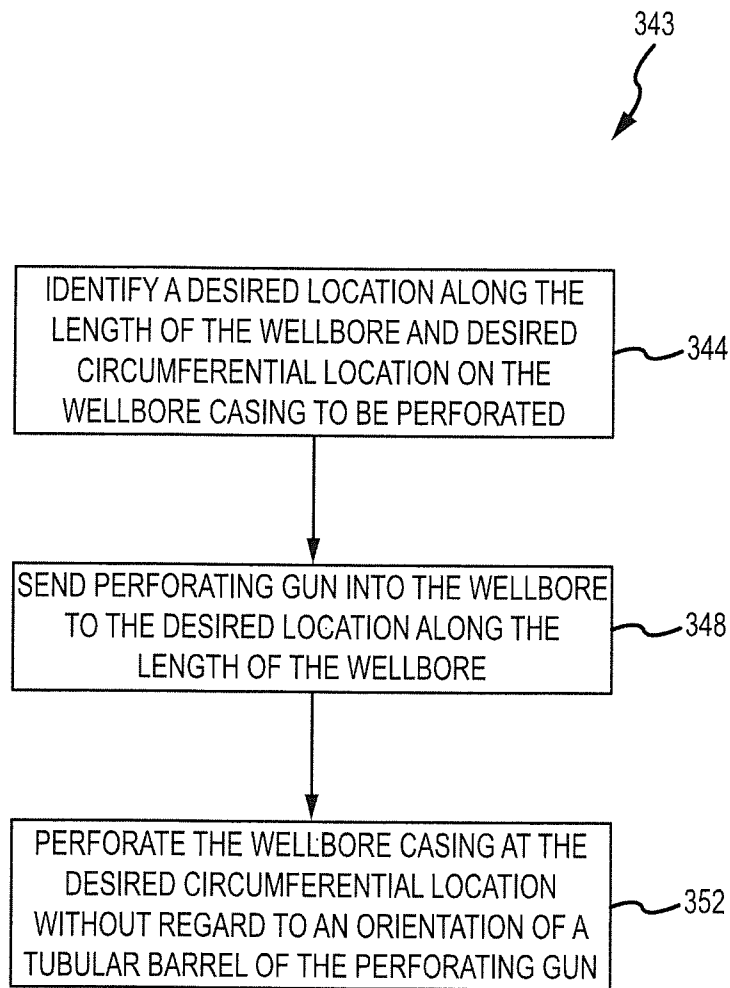 343
IDENTIFY A DESIRED LOCATION ALONG THE
LENGTH OF THE WELLBORE AND DESIRED
CIRCUMFERENTIAL LOCATION ON THE
WELLBORE CASING TO BE PERFORATED
344
SEND PERFORATING GUN INTO THE WELLBORE
TO THE DESIRED LOCATION ALONG THE
LENGTH OF THE WELLBORE
348
PERFORATE THE WELLBORE CASING AT THE
DESIRED CIRCUMFERENTIAL LOCATION
WITHOUT REGARD TO AN ORIENTATION OF A
TUBULAR BARREL OF THE PERFORATING GUN
352